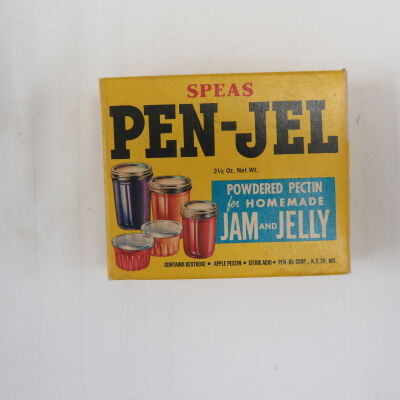 SPEAS
PEN-JEL
2½ Oz. Net Wt.
POWDERED PECTIN
for HOMEMADE
JAM AND JELLY
CONTAINS DEXTROSE • APPLE PECTIN • CITRIC ACID • PEN-JEL CORP., K.C. 20, MO.